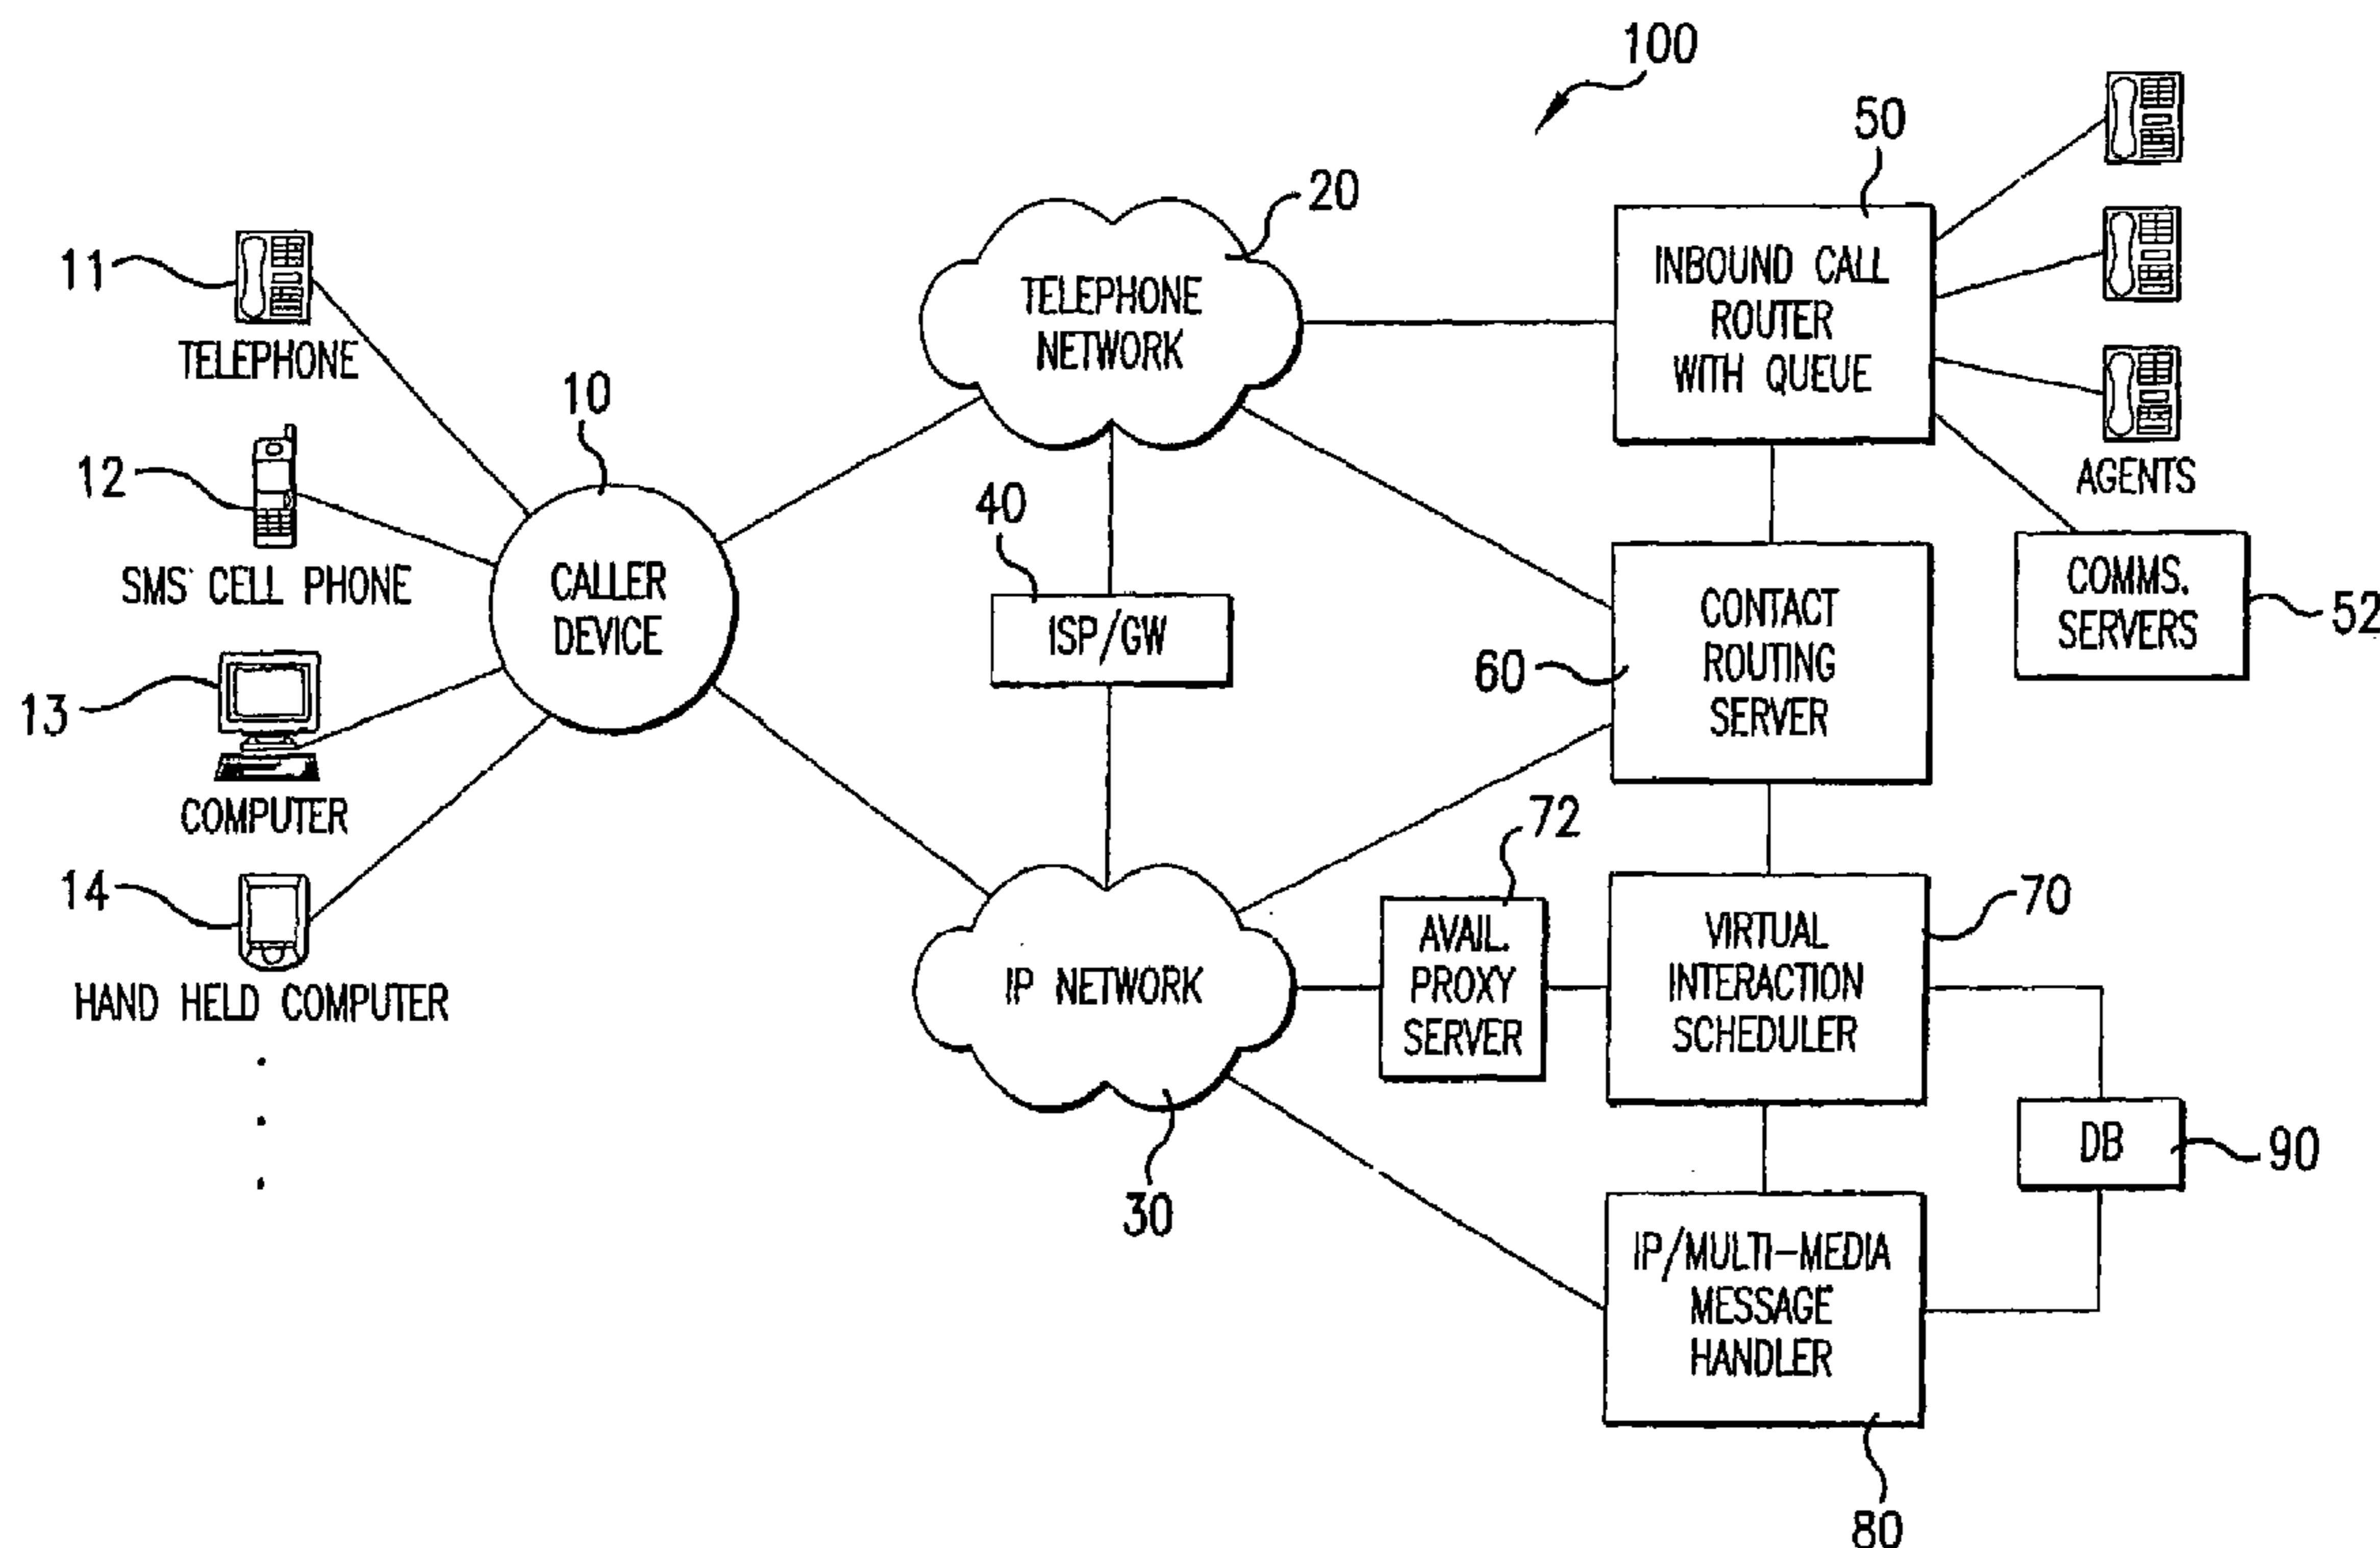 100
50
20
11
TELEPHONE
NETWORK
INBOUND CALL
ROUTER
WITH QUEUE
TELEPHONE
10
12
40
AGENTS
SMS CELL PHONE
CALLER
DEVICE
ISP/GW
CONTACT
ROUTING
SERVER
COMMS.
SERVERS
52
60
13
COMPUTER
72
14
70
AVAIL.
PROXY
SERVER
VIRTUAL
INTERACTION
SCHEDULER
IP NETWORK
HAND HELD COMPUTER
DB
90
30
IP/MULTI-MEDIA
MESSAGE
HANDLER
80